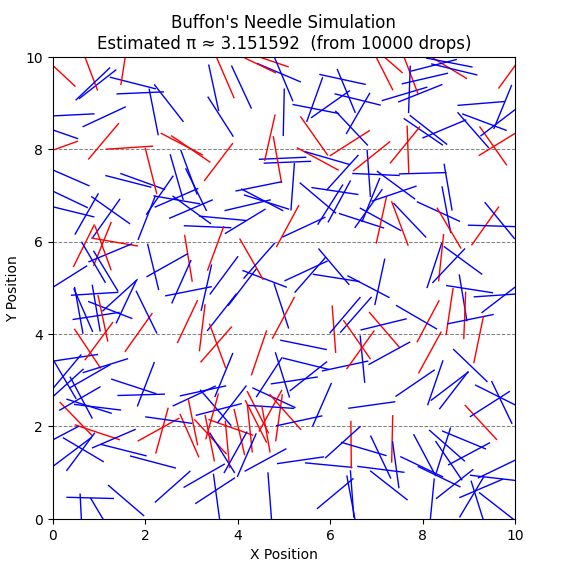 Buffon's Needle Simulation
Estimated π ≈ 3.151592 (from 10000 drops)
10
8
6
4
2
0
Y Position
0 2 4 6 8 10
X Position